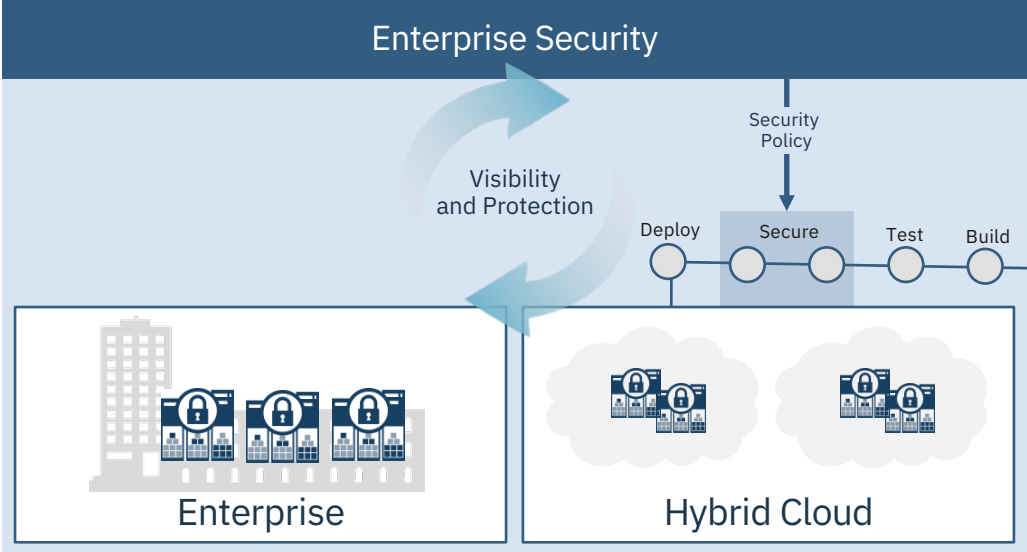 Enterprise Security
Security
Policy
Visibility
and Protection
Deploy
Secure
Test
Build
Enterprise
Hybrid Cloud